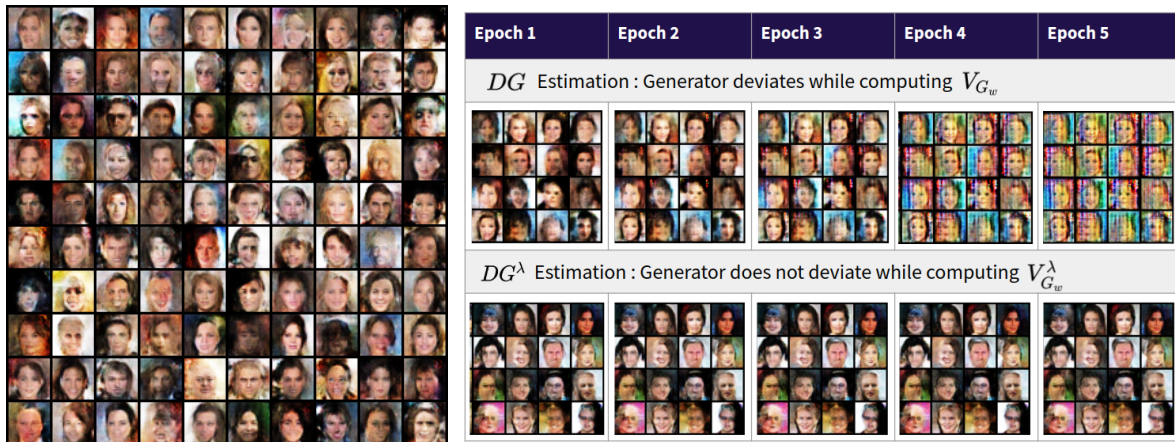 Epoch 1 Epoch 2 Epoch 3 Epoch 4 Epoch 5
DG Estimation : Generator deviates while computing V_{G_w}
DG^λ Estimation : Generator does not deviate while computing V^λ_{G_w}